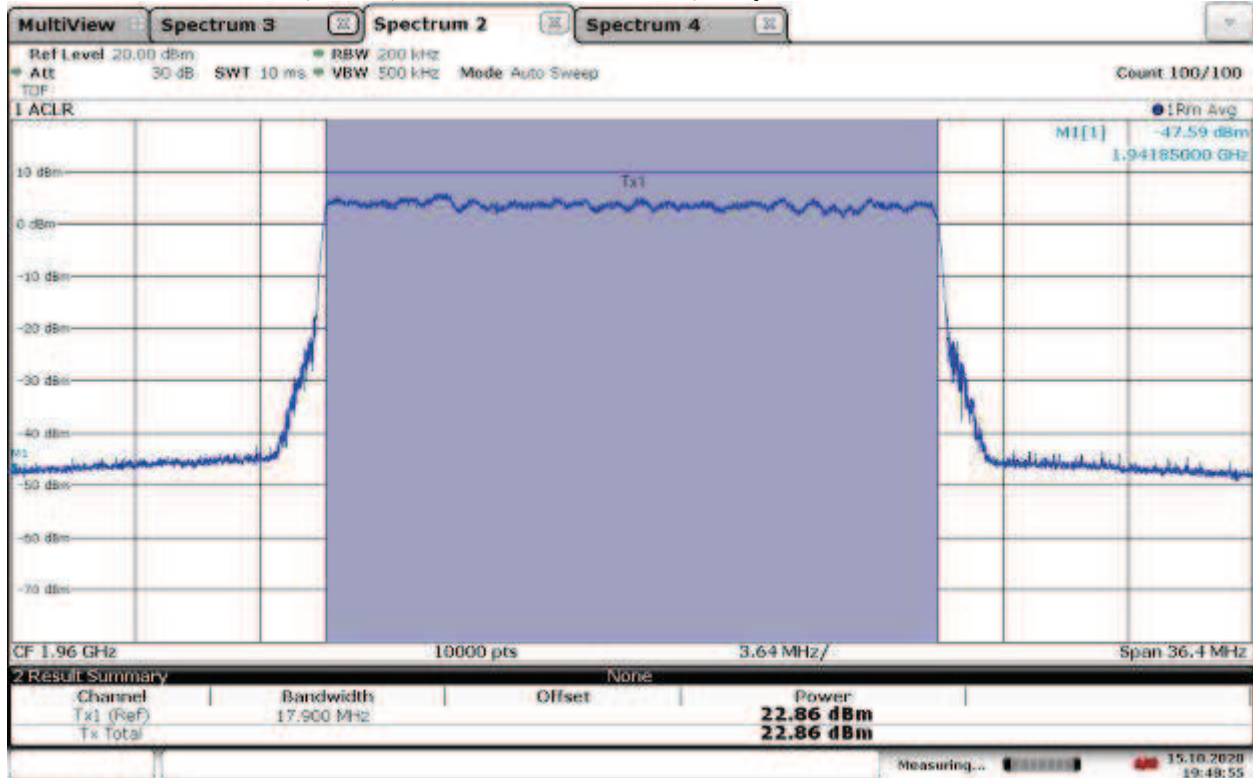 MultiView Spectrum 3 Spectrum 2 Spectrum 4
Ref Level 20.00 dBm RBW 200 kHz
Att 30 dB SWT 10 ms VBW 500 kHz Mode Auto Sweep Count 100/100
TDF
1 ACLR 1Rm Avg
M1[1] -47.59 dBm
1.94185000 GHz
10 dBm
Tx1
0 dBm
-10 dBm
-20 dBm
-30 dBm
-40 dBm
M1
-50 dBm
-60 dBm
-70 dBm
CF 1.96 GHz 10000 pts 3.64 MHz/ Span 36.4 MHz
2 Result Summary None
Channel Bandwidth Offset Power
Tx1 (Ref) 17.900 MHz 22.86 dBm
Tx Total 22.86 dBm
Measuring... 15.10.2020
19:48:55